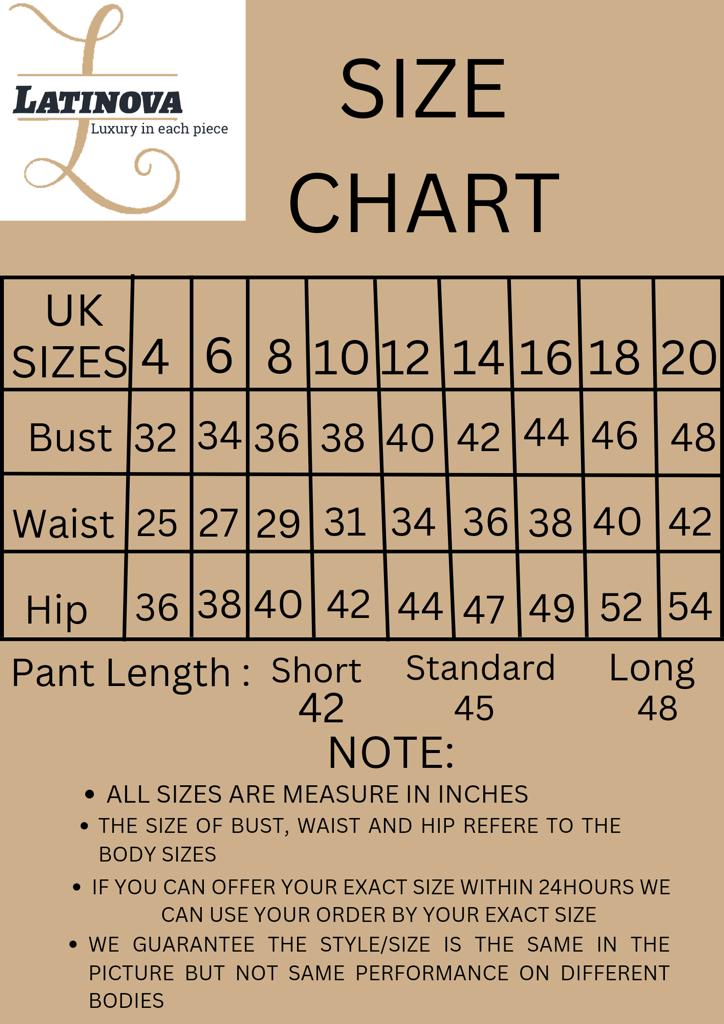 LATINOVA
Luxury in each piece
SIZE
CHART
UK
SIZES 4 6 8 10 12 14 16 18 20
Bust 32 34 36 38 40 42 44 46 48
Waist 25 27 29 31 34 36 38 40 42
Hip 36 38 40 42 44 47 49 52 54
Pant Length : Short Standard Long
42 45 48
NOTE:
• ALL SIZES ARE MEASURE IN INCHES
• THE SIZE OF BUST, WAIST AND HIP REFERE TO THE
BODY SIZES
• IF YOU CAN OFFER YOUR EXACT SIZE WITHIN 24HOURS WE
CAN USE YOUR ORDER BY YOUR EXACT SIZE
• WE GUARANTEE THE STYLE/SIZE IS THE SAME IN THE
PICTURE BUT NOT SAME PERFORMANCE ON DIFFERENT
BODIES